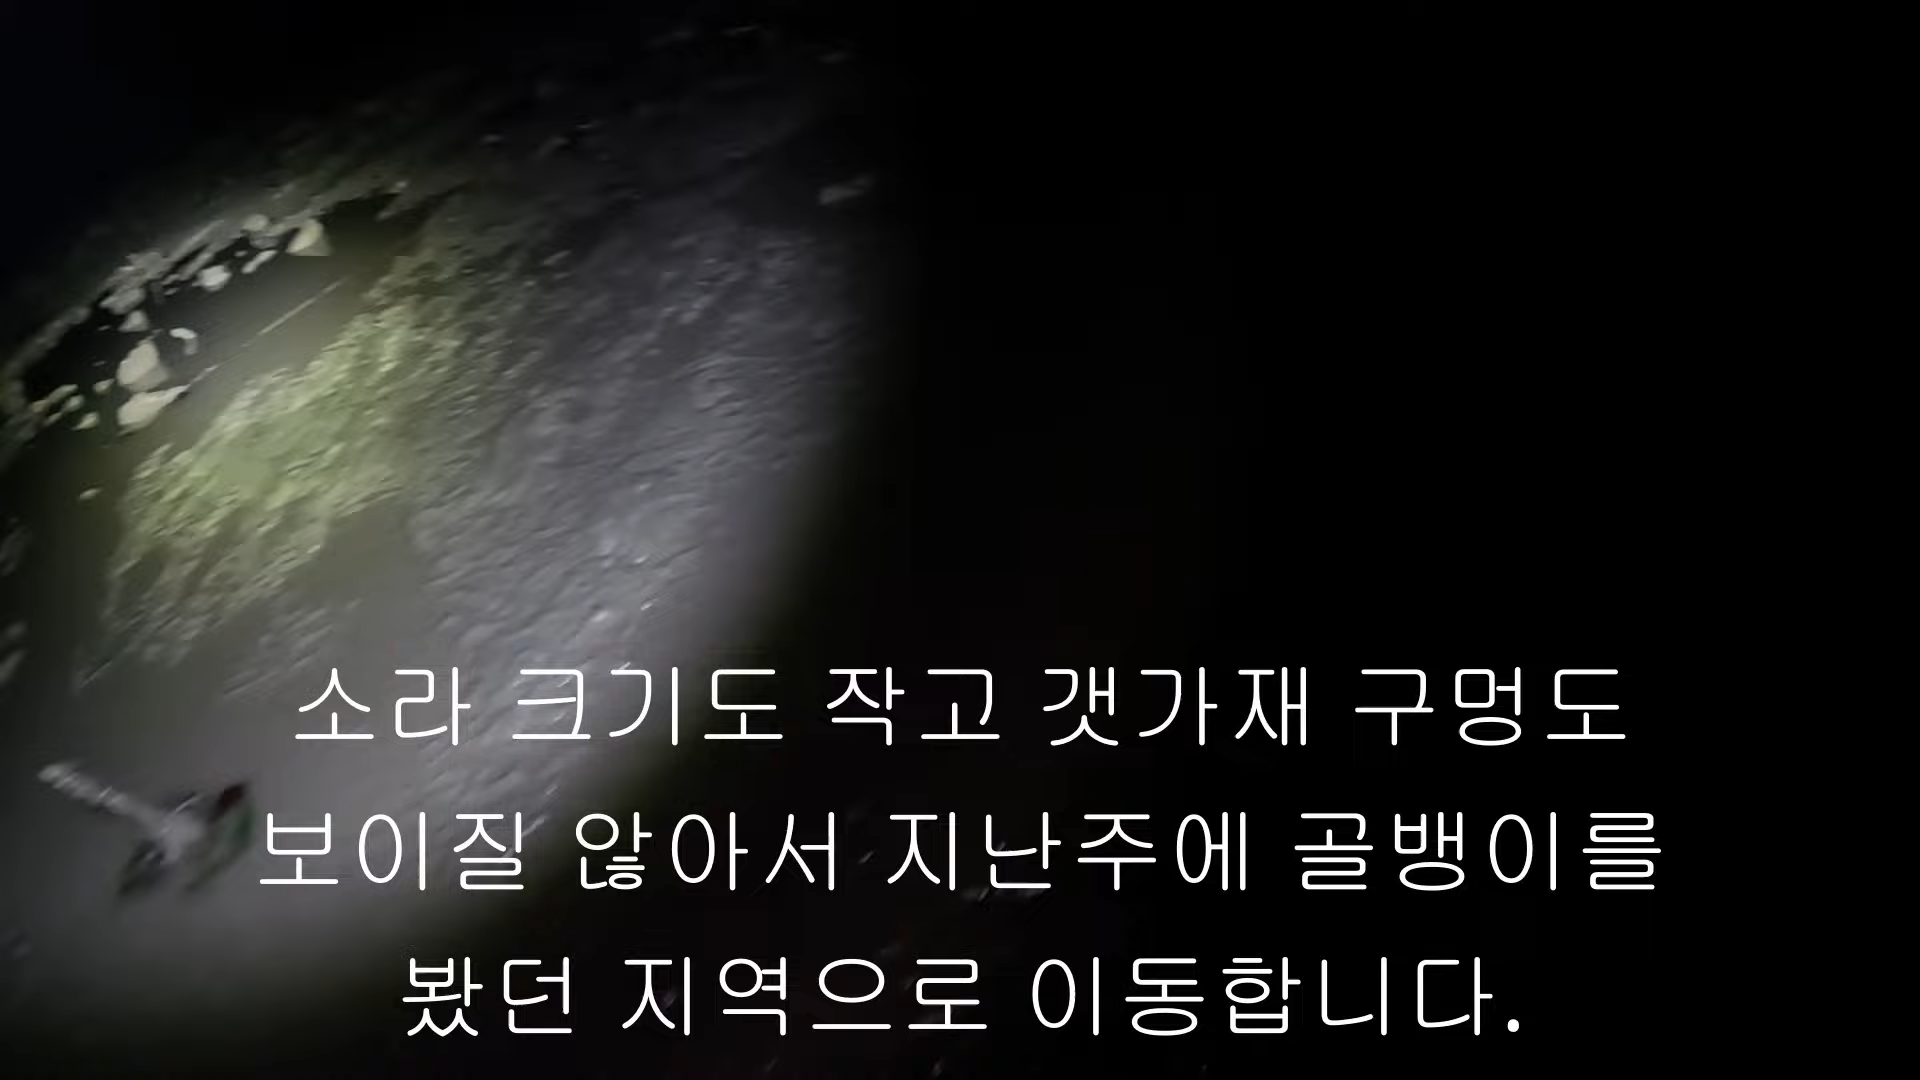 소라 크기도 작고 갯가재 구멍도
보이질 않아서 지난주에 골뱅이를
봤던 지역으로 이동합니다.